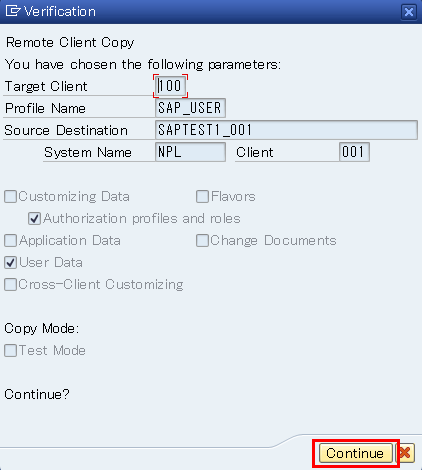 Verification
Remote Client Copy
You have chosen the following parameters:
Target Client 100
Profile Name SAP_USER
Source Destination SAPTEST1_001
System Name NPL Client 001
Customizing Data Flavors
Authorization profiles and roles
Application Data Change Documents
User Data
Cross-Client Customizing
Copy Mode:
Test Mode
Continue?
Continue